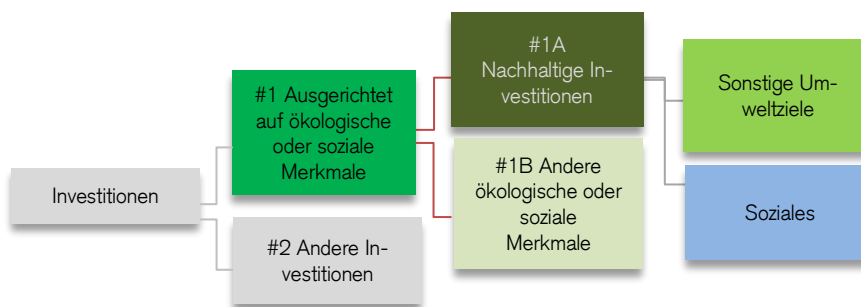 Investitionen
#1 Ausgerichtet
auf ökologische
oder soziale
Merkmale
#2 Andere In-
vestitionen
#1A
Nachhaltige In-
vestitionen
#1B Andere
ökologische oder
soziale
Merkmale
Sonstige Um-
weltziele
Soziales